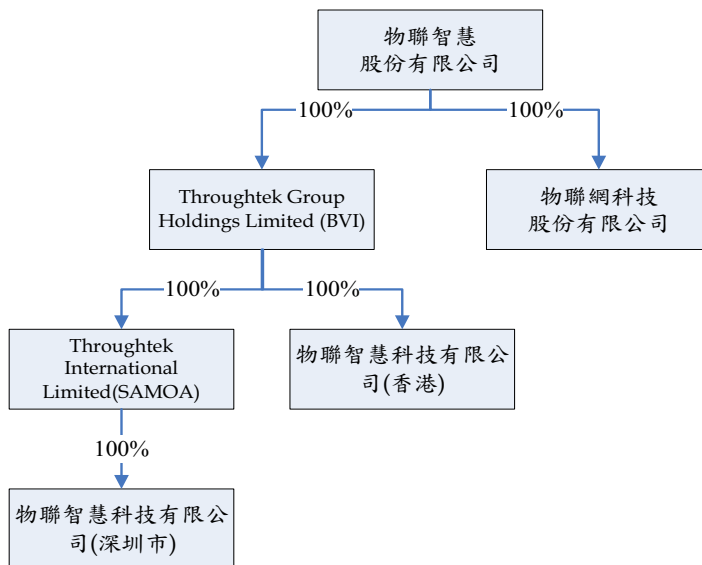 物聯智慧
股份有限公司
100%
100%
Throughtek Group
Holdings Limited (BVI)
物聯網科技
股份有限公司
100%
100%
Throughtek
International
Limited(SAMOA)
物聯智慧科技有限公
司(香港)
100%
物聯智慧科技有限公
司(深圳市)